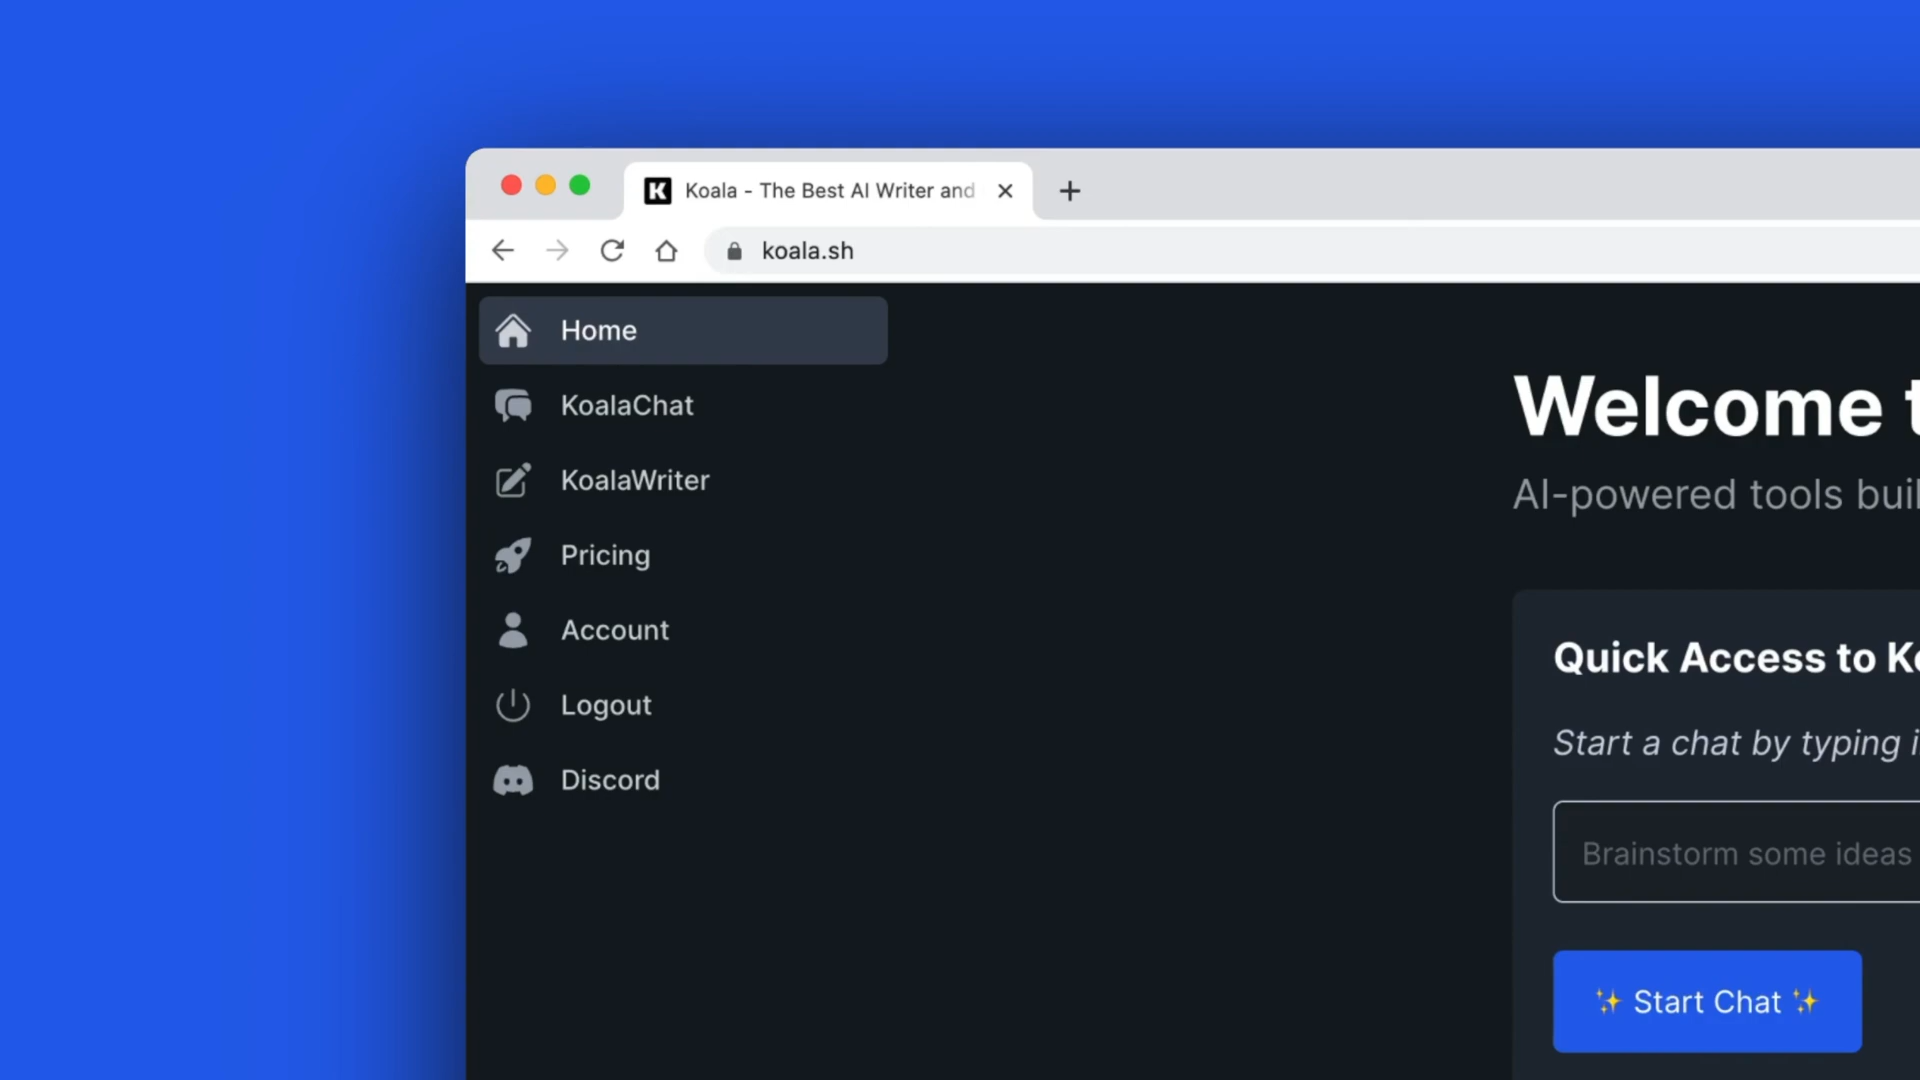 K Koala - The Best AI Writer and
koala.sh
Home
KoalaChat
KoalaWriter
Pricing
Account
Logout
Discord
Welcome
AI-powered tools
Quick Access to
Start a chat by typing
Brainstorm some ideas
✨ Start Chat ✨